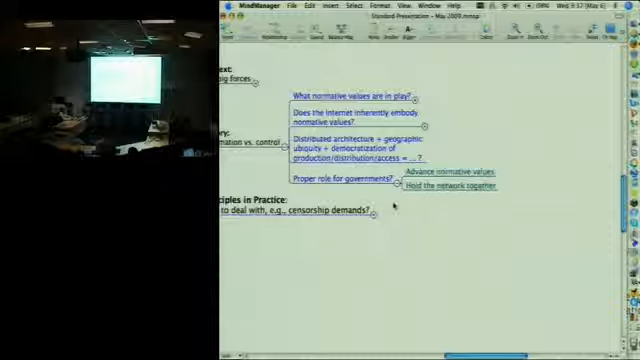 MindManager File Edit View Insert Format Tools Window Help
Standard Presentation - May 2009.mmap
ext:
big forces
What normative values are in play?
Does the Internet inherently embody
normative values?
ory:
mation vs. control
Distributed architecture + geographic
ubiquity + democratization of
production/distribution/access = ... ?
Proper role for governments?
Advance normative values
Hold the network together
ciples in Practice:
to deal with, e.g., censorship demands?